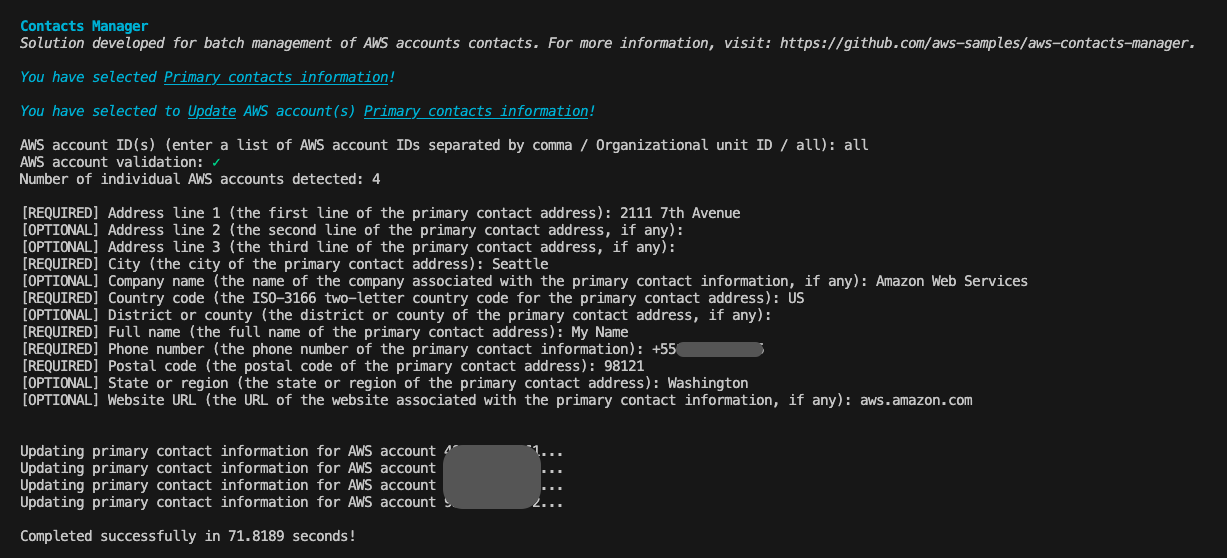 Contacts Manager
Solution developed for batch management of AWS accounts contacts. For more information, visit: https://github.com/aws-samples/aws-contacts-manager.
You have selected Primary contacts information!
You have selected to Update AWS account(s) Primary contacts information!
AWS account ID(s) (enter a list of AWS account IDs separated by comma / Organizational unit ID / all): all
AWS account validation: ✓
Number of individual AWS accounts detected: 4
[REQUIRED] Address line 1 (the first line of the primary contact address): 2111 7th Avenue
[OPTIONAL] Address line 2 (the second line of the primary contact address, if any):
[OPTIONAL] Address line 3 (the third line of the primary contact address, if any):
[REQUIRED] City (the city of the primary contact address): Seattle
[OPTIONAL] Company name (the name of the company associated with the primary contact information, if any): Amazon Web Services
[REQUIRED] Country code (the ISO-3166 two-letter country code for the primary contact address): US
[OPTIONAL] District or county (the district or county of the primary contact address, if any):
[REQUIRED] Full name (the full name of the primary contact address): My Name
[REQUIRED] Phone number (the phone number of the primary contact information): +55
[REQUIRED] Postal code (the postal code of the primary contact address): 98121
[OPTIONAL] State or region (the state or region of the primary contact address): Washington
[OPTIONAL] Website URL (the URL of the website associated with the primary contact information, if any): aws.amazon.com
Updating primary contact information for AWS account ...
Updating primary contact information for AWS account ...
Updating primary contact information for AWS account ...
Updating primary contact information for AWS account ...
Completed successfully in 71.8189 seconds!